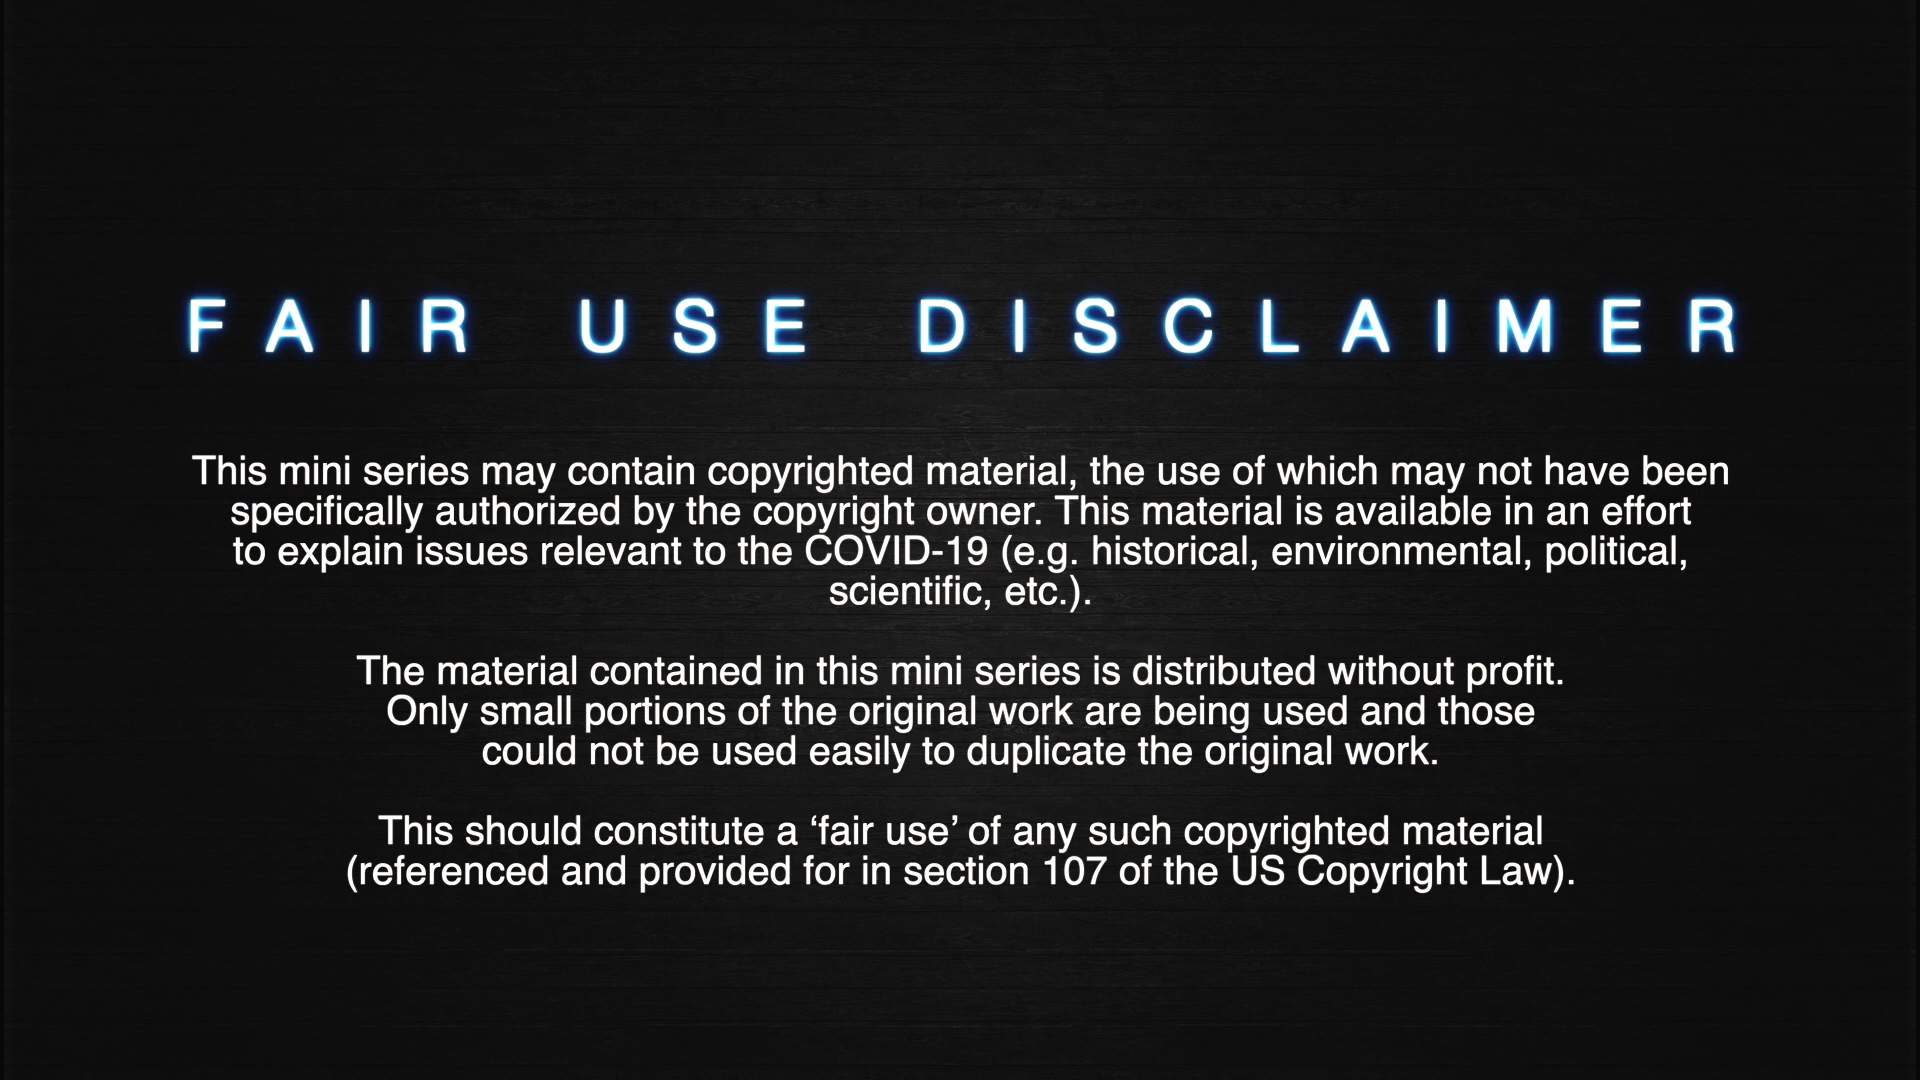 FAIR USE DISCLAIMER
This mini series may contain copyrighted material, the use of which may not have been
specifically authorized by the copyright owner. This material is available in an effort
to explain issues relevant to the COVID-19 (e.g. historical, environmental, political,
scientific, etc.).
The material contained in this mini series is distributed without profit.
Only small portions of the original work are being used and those
could not be used easily to duplicate the original work.
This should constitute a ‘fair use’ of any such copyrighted material
(referenced and provided for in section 107 of the US Copyright Law).